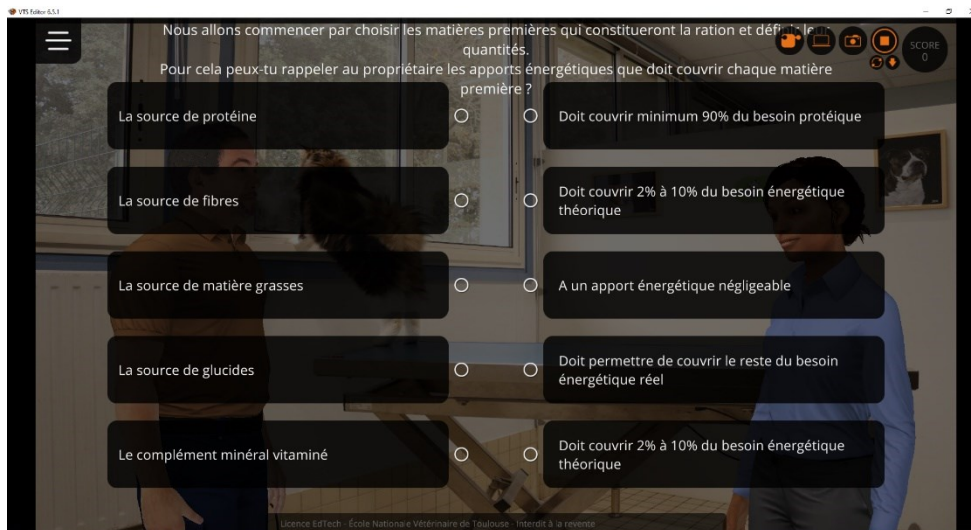 VTS Editor 6.5.1
Nous allons commencer par choisir les matières premières qui constitueront la ration et définir leur
quantités.
Pour cela peux-tu rappeler au propriétaire les apports énergétiques que doit couvrir chaque matière
première ?
SCORE
0
La source de protéine
Doit couvrir minimum 90% du besoin protéique
La source de fibres
Doit couvrir 2% à 10% du besoin énergétique
théorique
La source de matière grasses
A un apport énergétique négligeable
La source de glucides
Doit permettre de couvrir le reste du besoin
énergétique réel
Le complément minéral vitaminé
Doit couvrir 2% à 10% du besoin énergétique
théorique
Licence EdTech - École Nationale Vétérinaire de Toulouse - Interdit à la revente